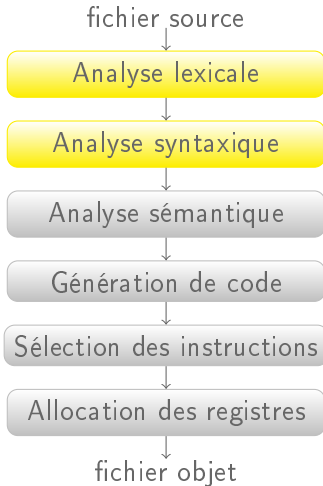 fichier source
Analyse lexicale
Analyse syntaxique
Analyse sémantique
Génération de code
Sélection des instructions
Allocation des registres
fichier objet